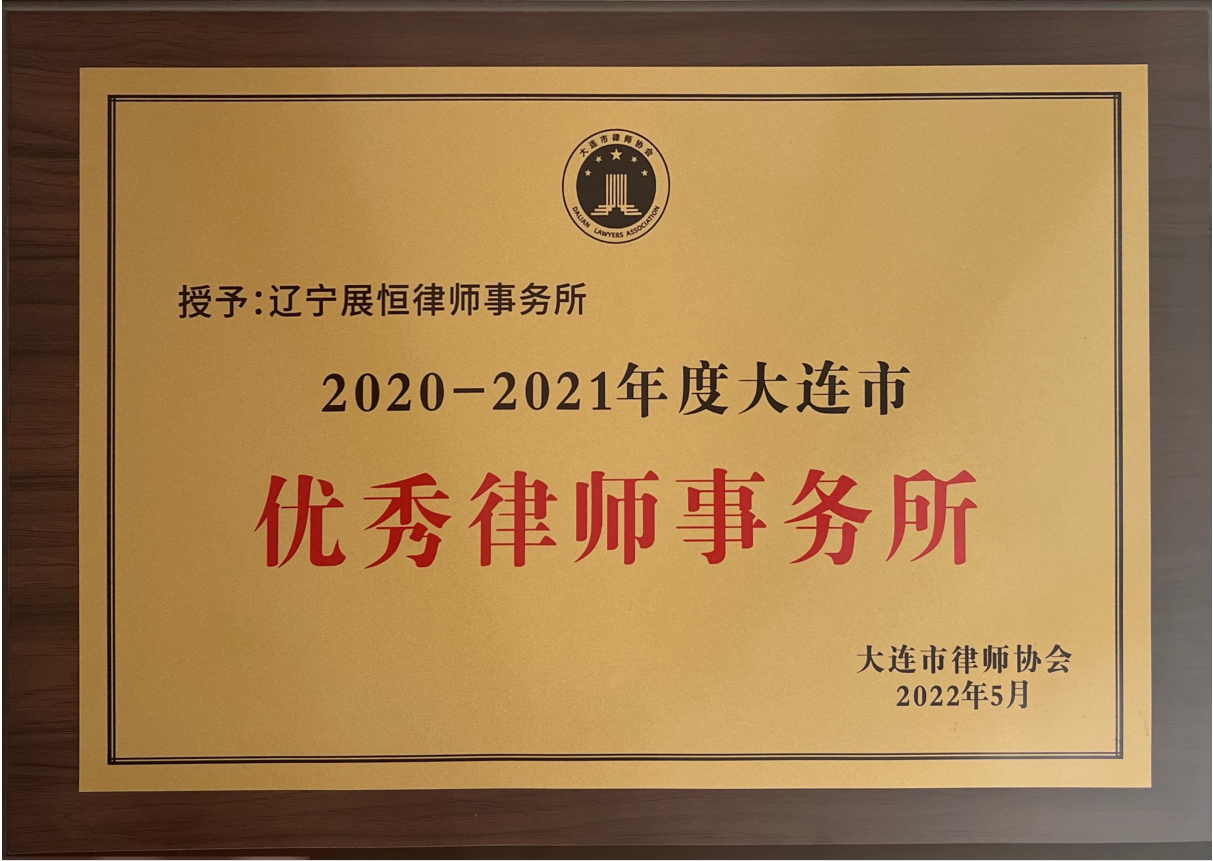 大连市律师协会
DALIAN LAWYERS ASSOCIATION
授予:辽宁展恒律师事务所
2020-2021年度大连市
优秀律师事务所
大连市律师协会
2022年5月